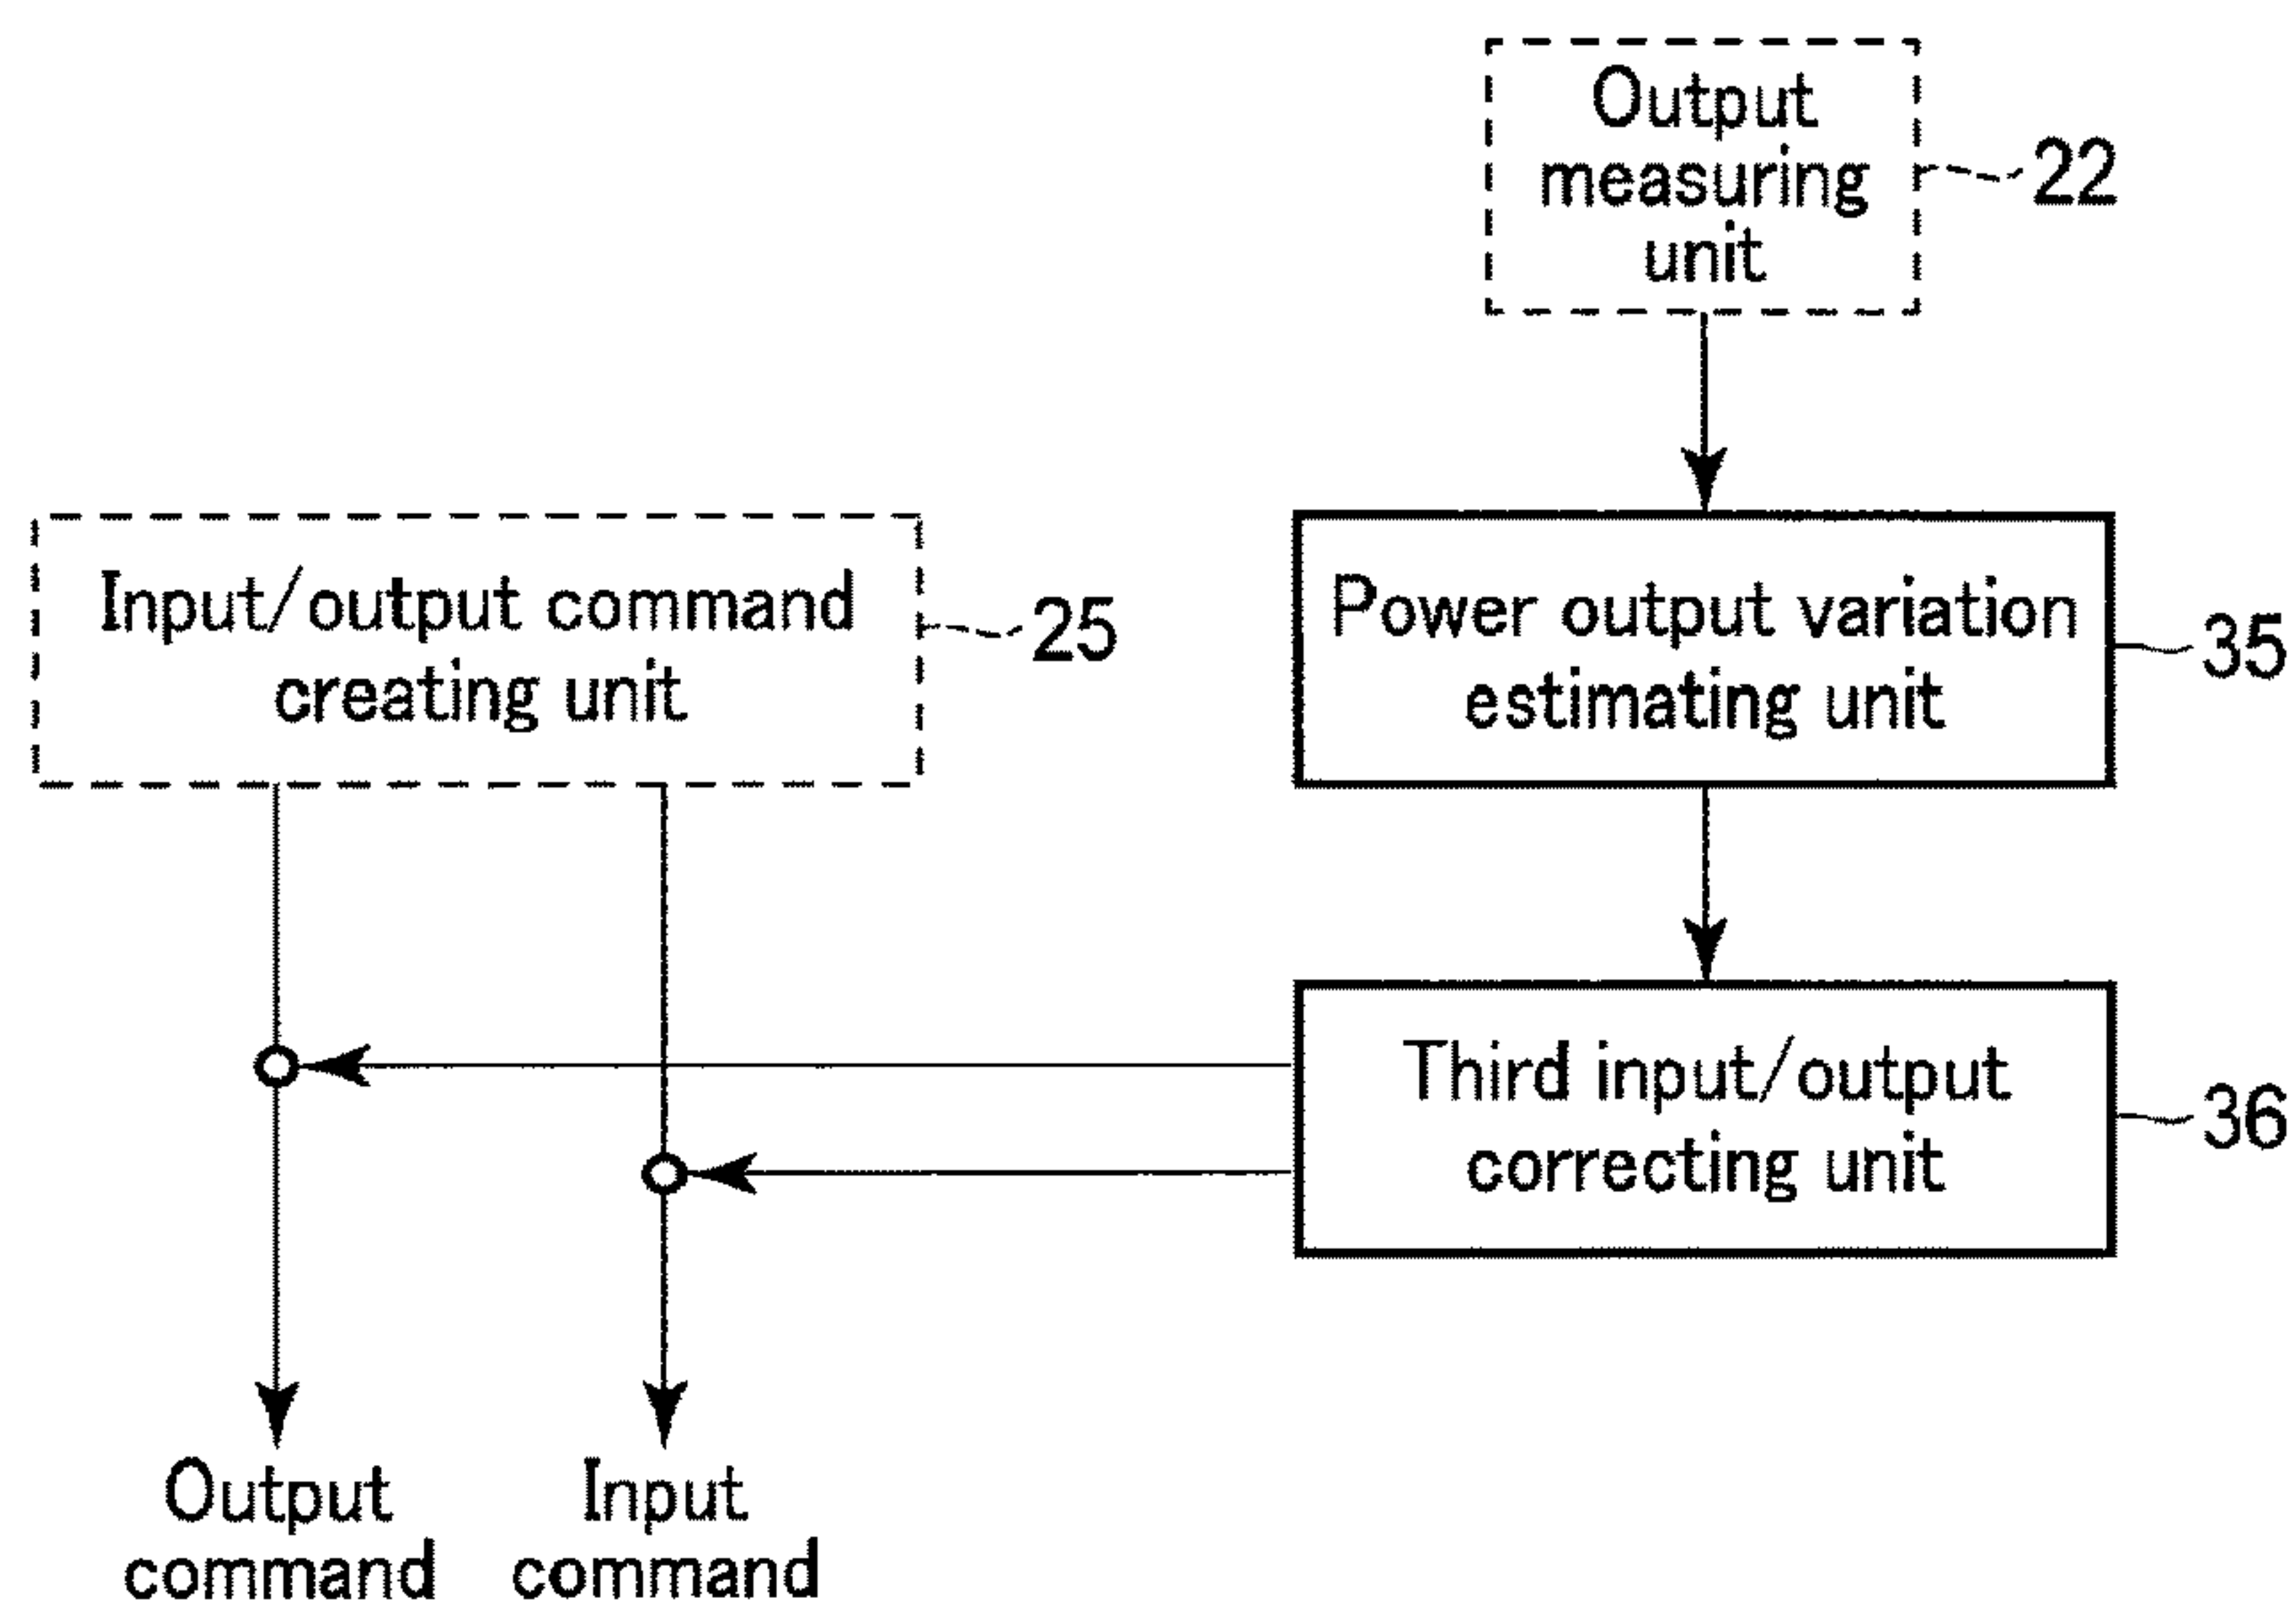 Output
measuring
unit
22
Input/output command
creating unit
25
Power output variation
estimating unit
35
Third input/output
correcting unit
36
Output
command
Input
command